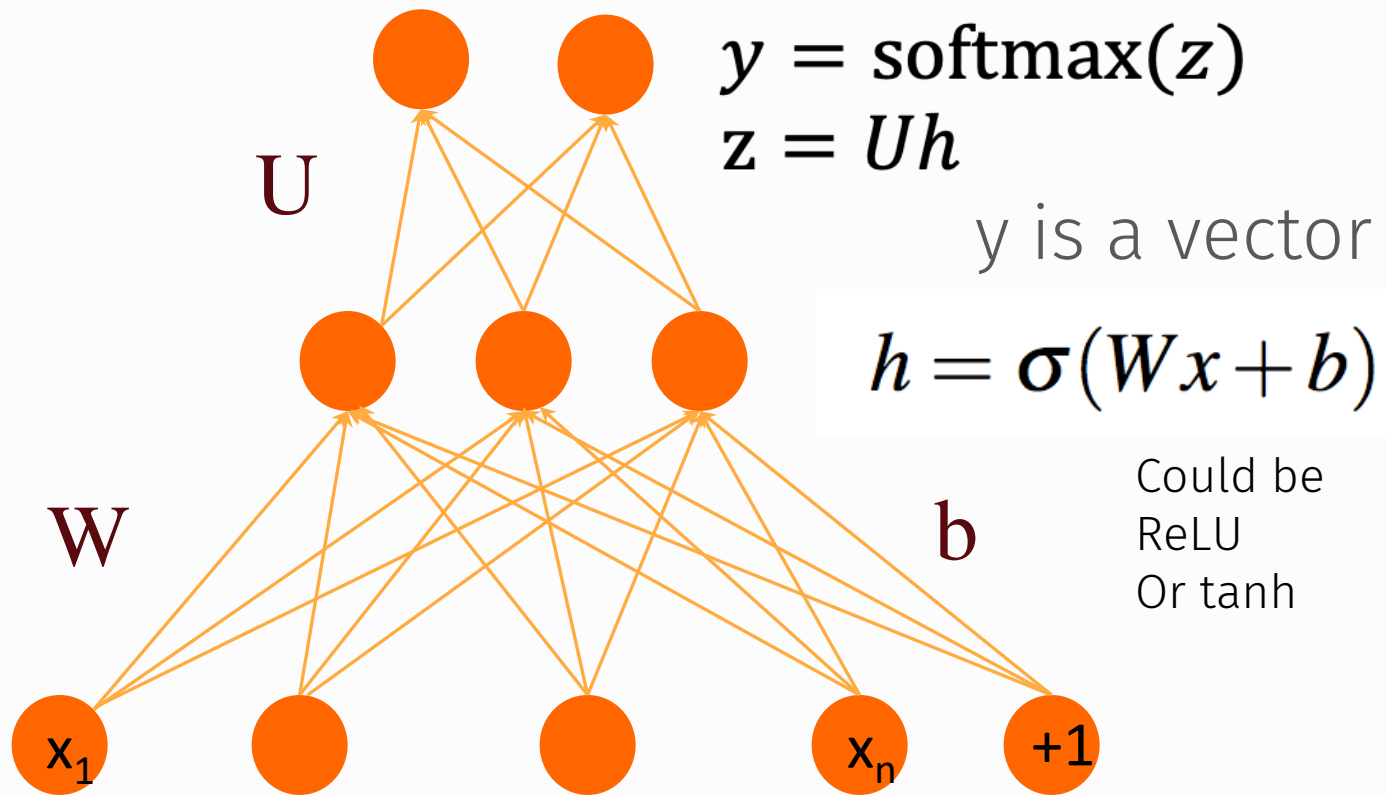 y = softmax(z)
z = Uh
U
y is a vector
h = σ(Wx+b)
W
b
Could be
ReLU
Or tanh
x₁
xₙ
+1